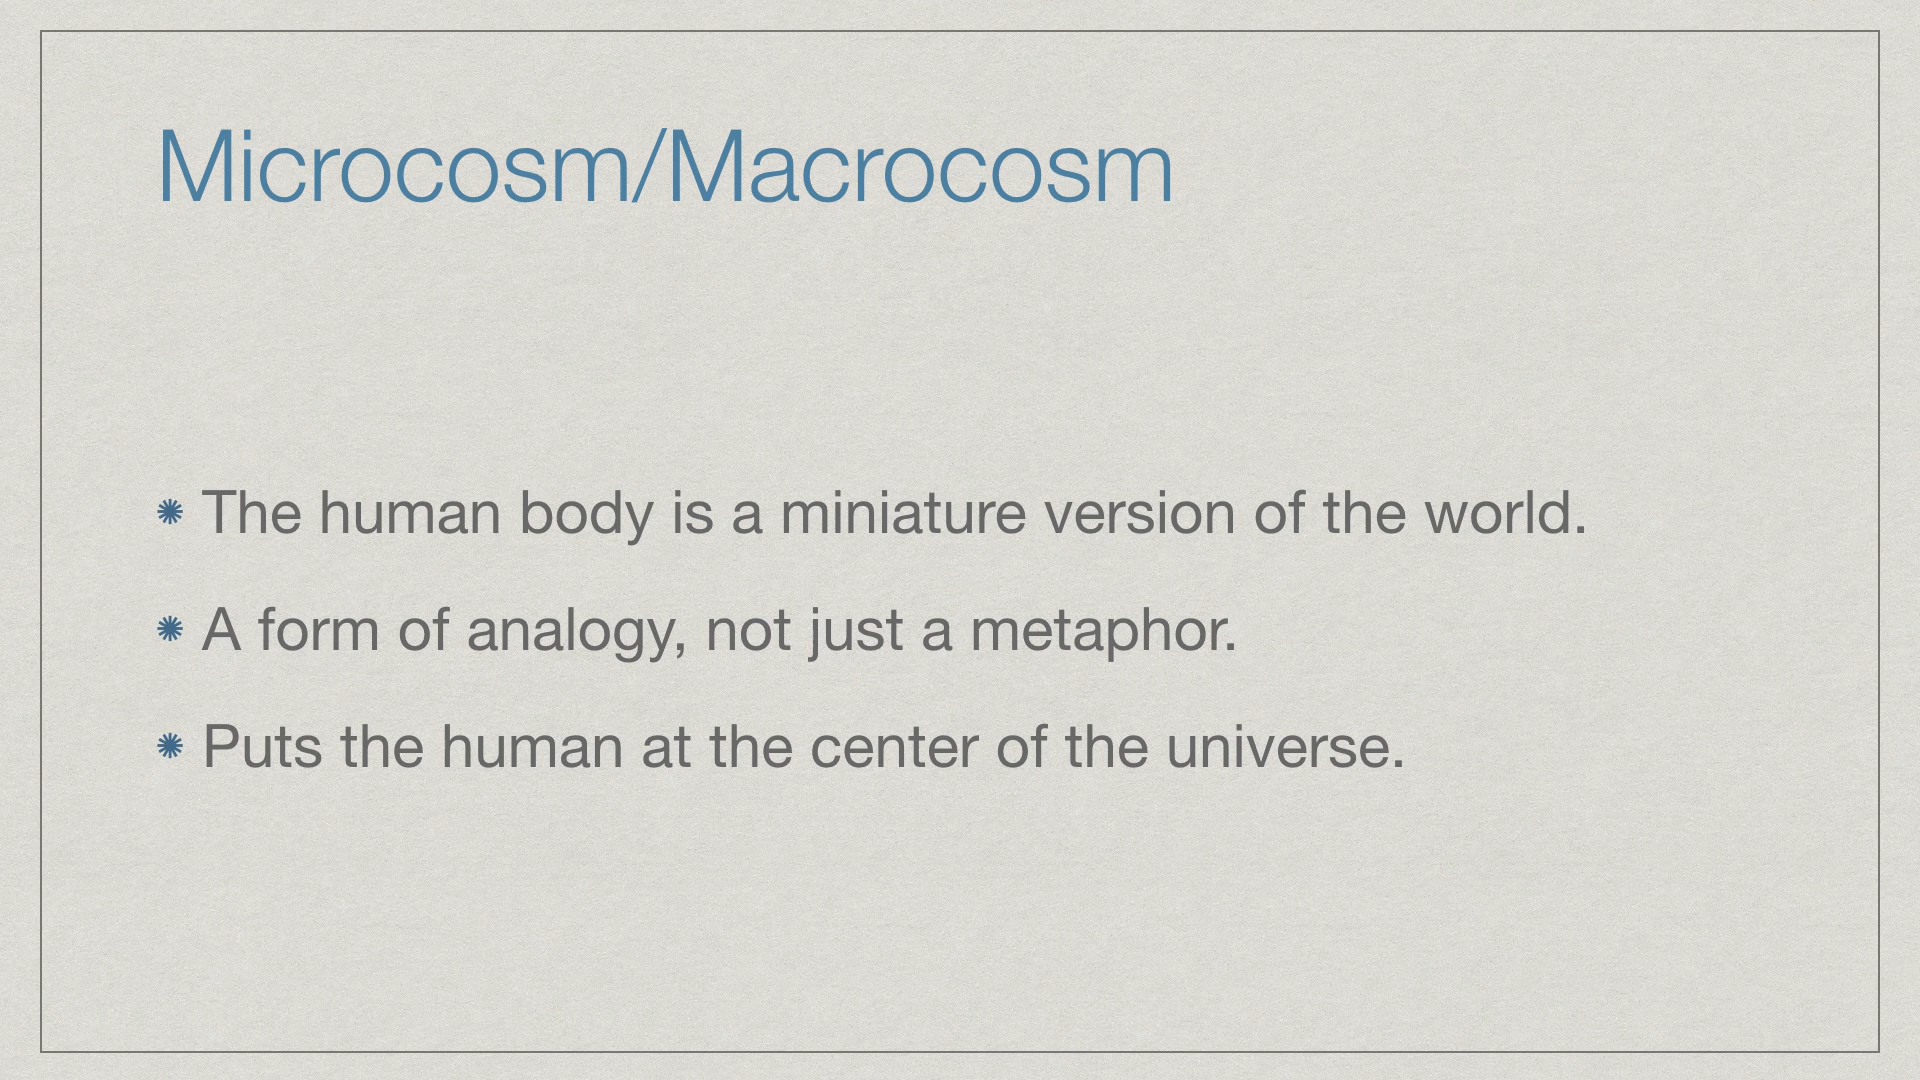 Microcosm/Macrocosm
The human body is a miniature version of the world.
A form of analogy, not just a metaphor.
Puts the human at the center of the universe.